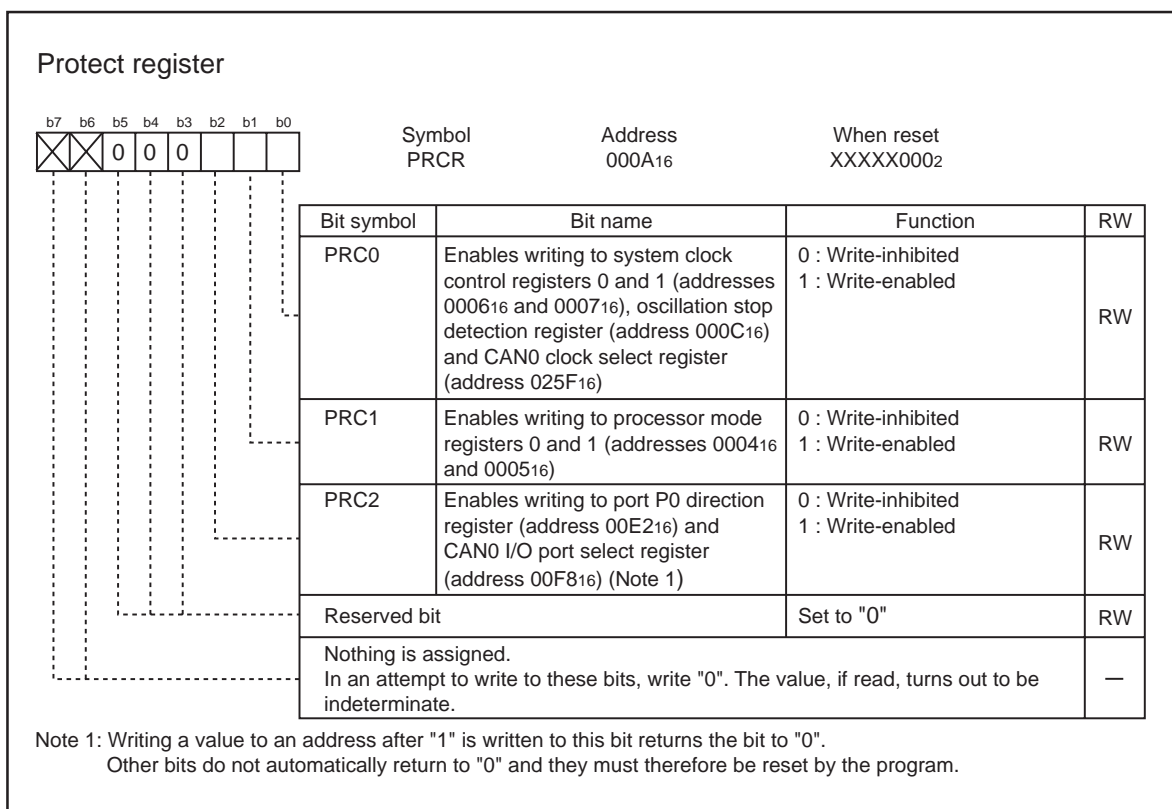 Protect register
b7 b6 b5 b4 b3 b2 b1 b0
0 0 0
Symbol Address When reset
PRCR 000A16 XXXXX0002
Bit symbol Bit name Function RW
PRC0 Enables writing to system clock 0 : Write-inhibited
control registers 0 and 1 (addresses 1 : Write-enabled
000616 and 000716), oscillation stop
detection register (address 000C16) RW
and CAN0 clock select register
(address 025F16)
PRC1 Enables writing to processor mode 0 : Write-inhibited
registers 0 and 1 (addresses 000416 1 : Write-enabled RW
and 000516)
PRC2 Enables writing to port P0 direction 0 : Write-inhibited
register (address 00E216) and 1 : Write-enabled
CAN0 I/O port select register RW
(address 00F816) (Note 1)
Reserved bit Set to "0" RW
Nothing is assigned.
In an attempt to write to these bits, write "0". The value, if read, turns out to be —
indeterminate.
Note 1: Writing a value to an address after "1" is written to this bit returns the bit to "0".
Other bits do not automatically return to "0" and they must therefore be reset by the program.